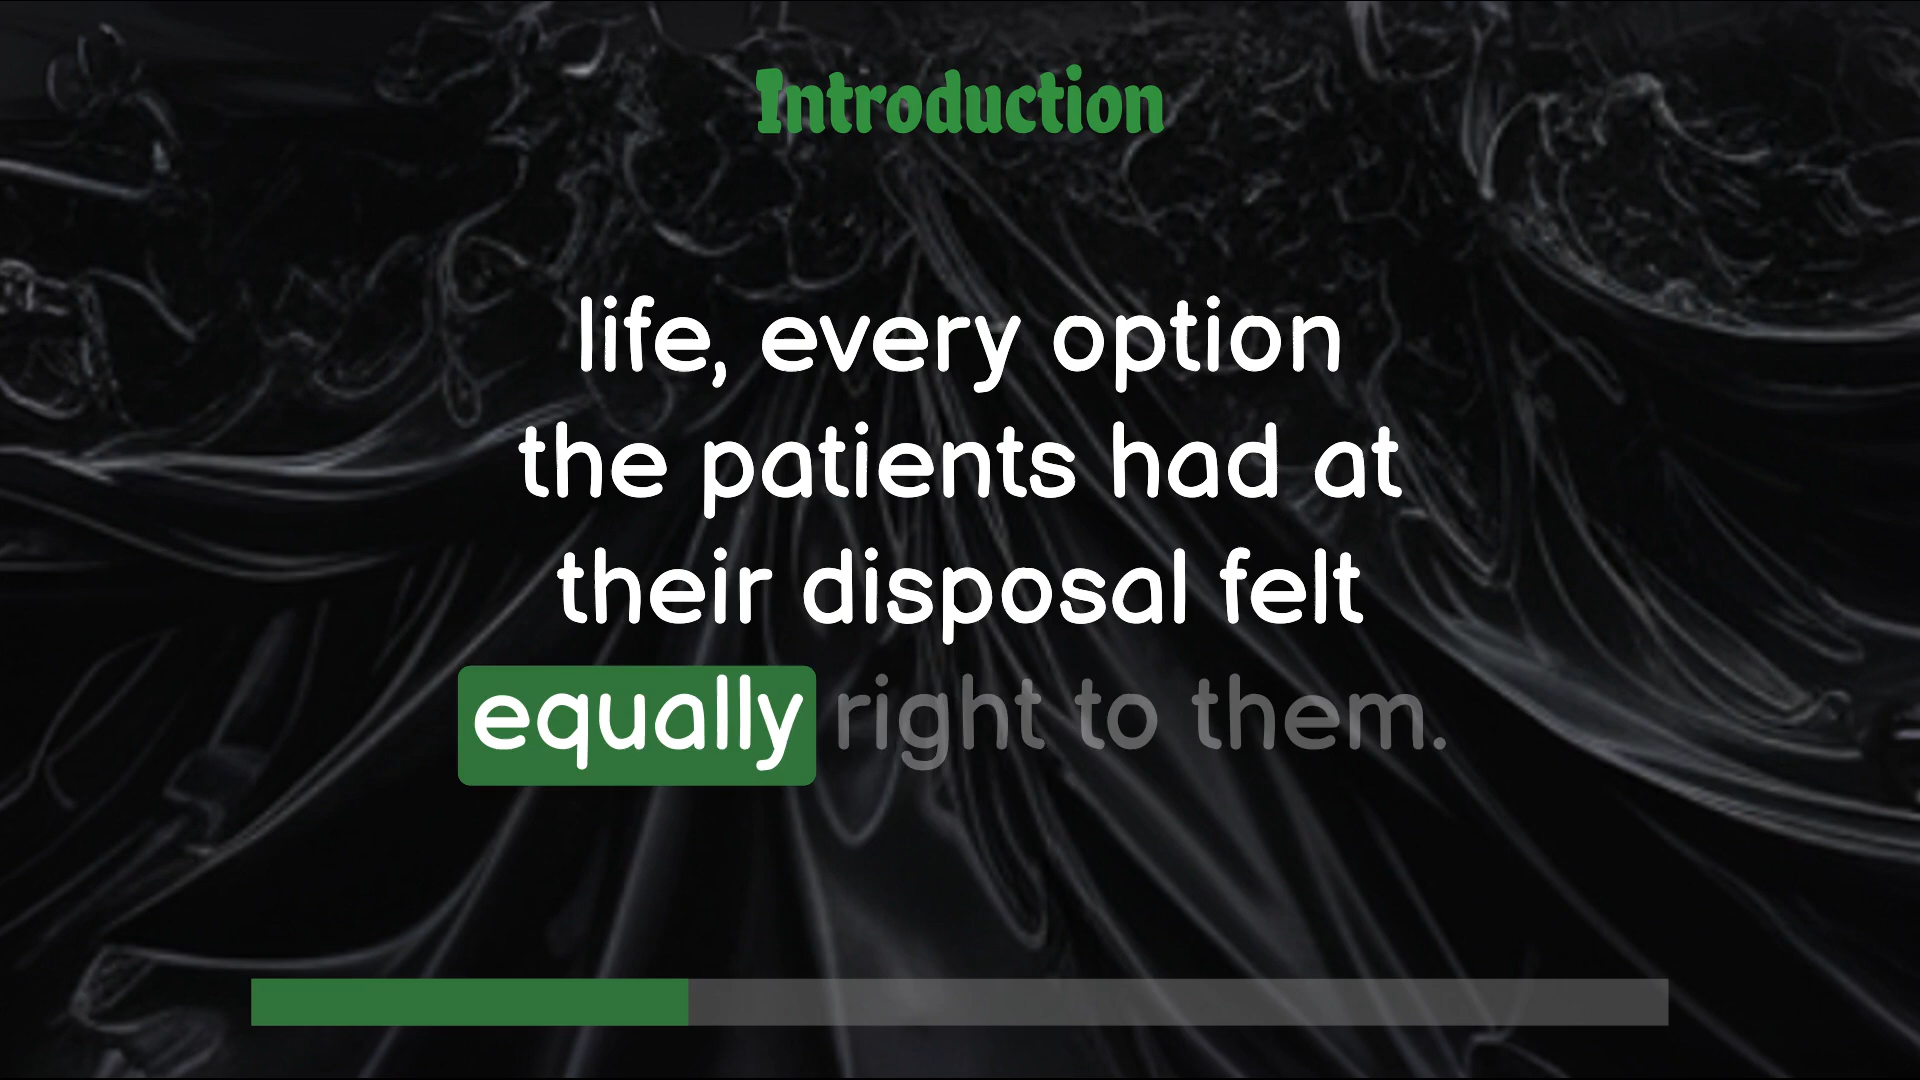 Introduction
life, every option
the patients had at
their disposal felt
equally right to them.